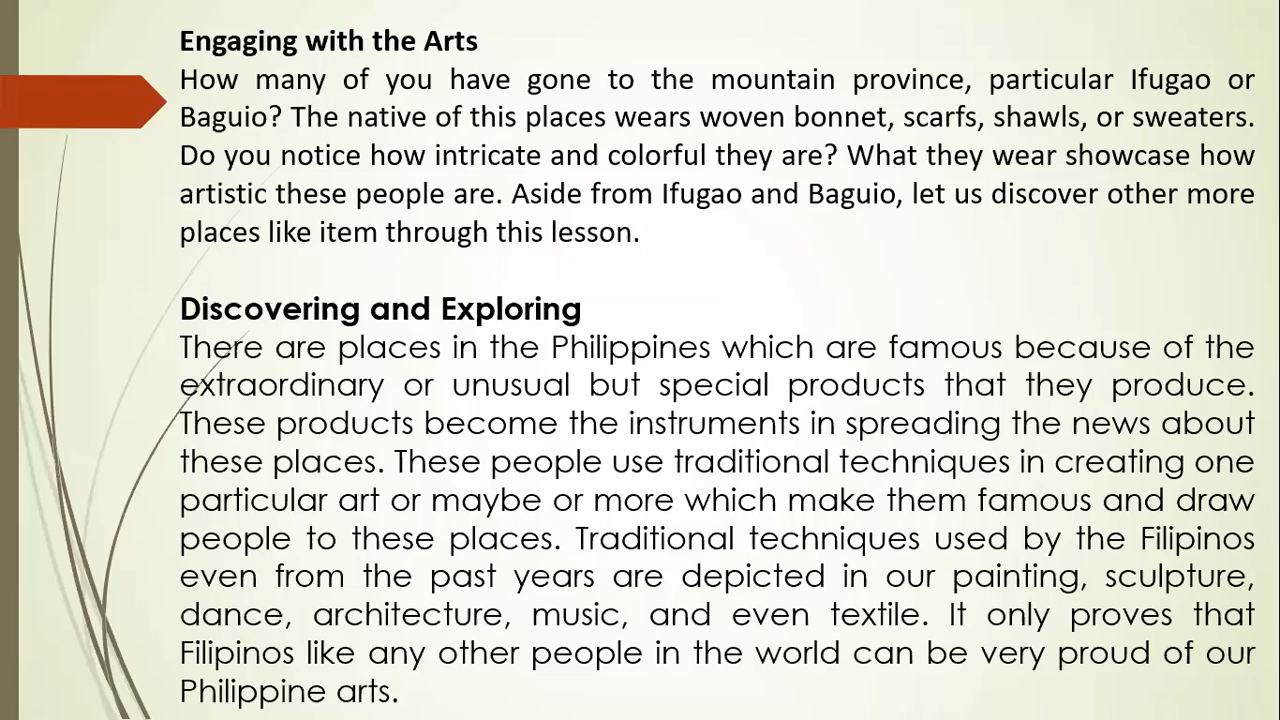 Engaging with the Arts
How many of you have gone to the mountain province, particular Ifugao or
Baguio? The native of this places wears woven bonnet, scarfs, shawls, or sweaters.
Do you notice how intricate and colorful they are? What they wear showcase how
artistic these people are. Aside from Ifugao and Baguio, let us discover other more
places like item through this lesson.
Discovering and Exploring
There are places in the Philippines which are famous because of the
extraordinary or unusual but special products that they produce.
These products become the instruments in spreading the news about
these places. These people use traditional techniques in creating one
particular art or maybe or more which make them famous and draw
people to these places. Traditional techniques used by the Filipinos
even from the past years are depicted in our painting, sculpture,
dance, architecture, music, and even textile. It only proves that
Filipinos like any other people in the world can be very proud of our
Philippine arts.